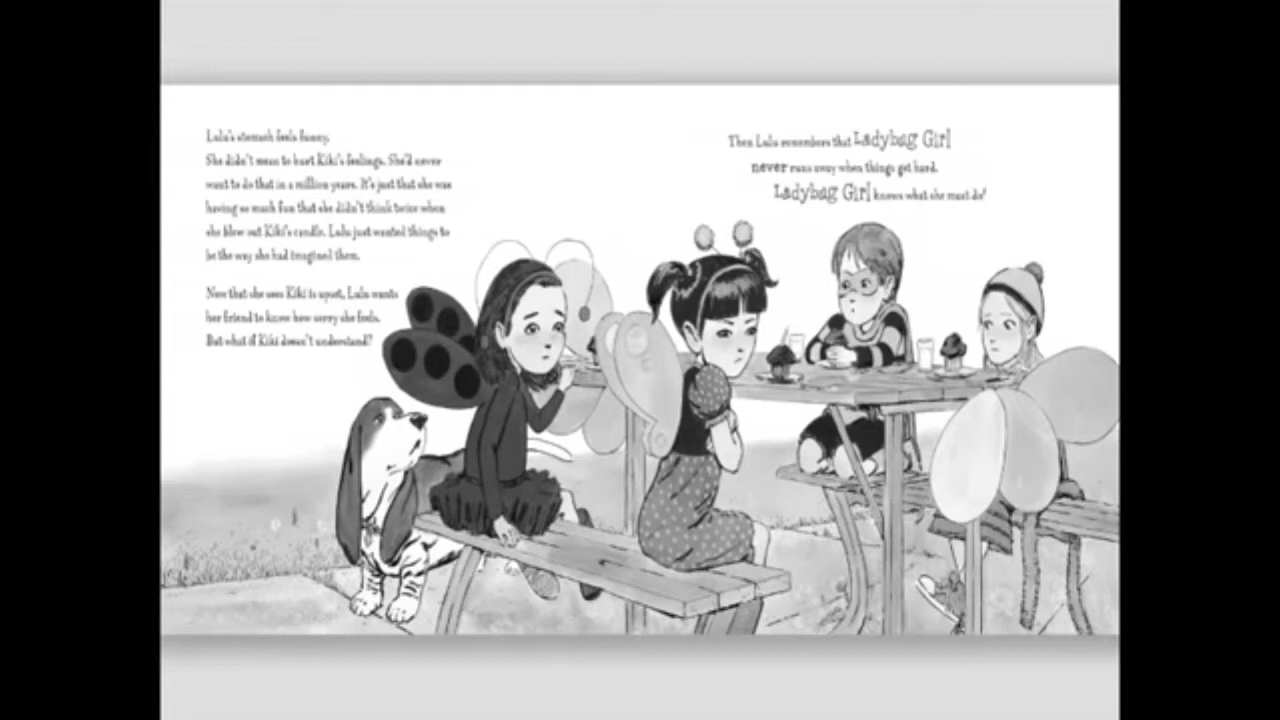 Lulu's stomach feels funny.
She didn't mean to hurt Kiki's feelings. She'd never
want to do that in a million years. It's just that she was
having so much fun that she didn't think twice when
she blew out Kiki's candle. Lulu just wanted things to
be the way she had imagined them.
Now that she sees Kiki is upset, Lulu wants
her friend to know how sorry she feels.
But what if Kiki doesn't understand?
Then Lulu remembers that Ladybug Girl
never runs away when things get hard.
Ladybug Girl knows what she must do!